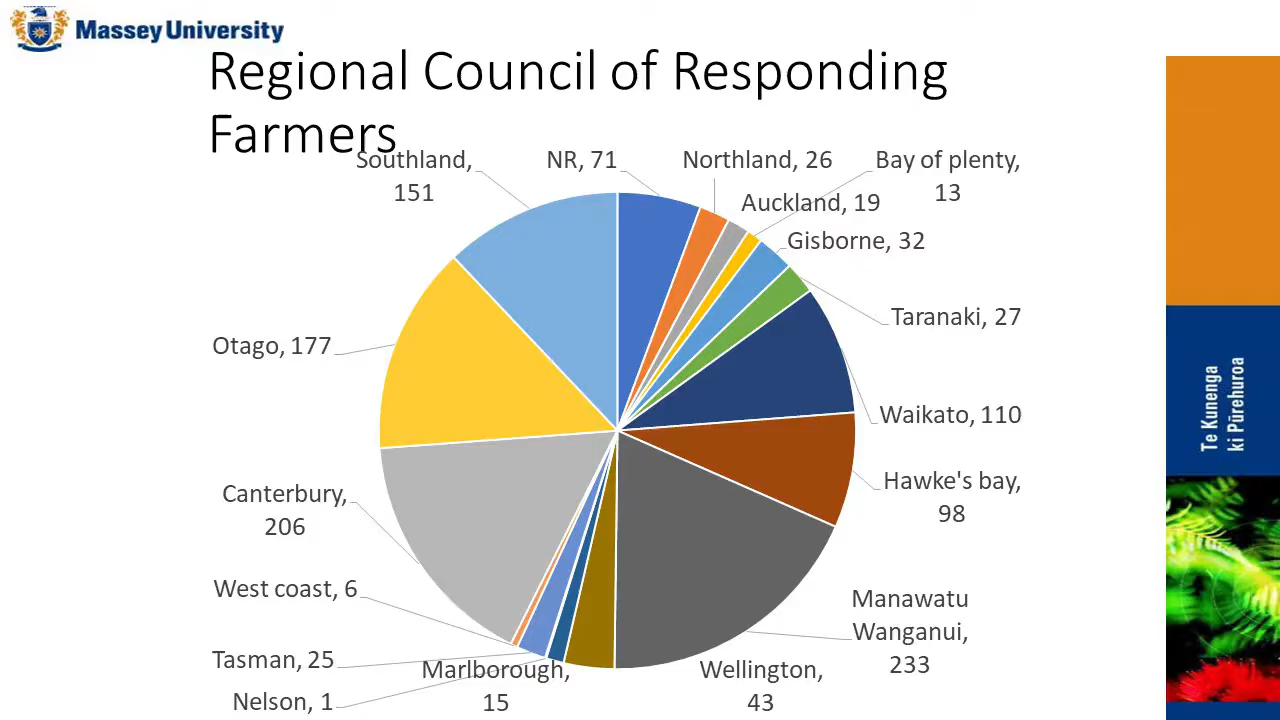 Massey University
Regional Council of Responding
Farmers
Southland,
151
NR, 71
Northland, 26
Bay of plenty,
13
Auckland, 19
Gisborne, 32
Taranaki, 27
Otago, 177
Waikato, 110
Hawke's bay,
98
Canterbury,
206
West coast, 6
Manawatu
Wanganui,
233
Tasman, 25
Marlborough,
15
Wellington,
43
Nelson, 1
Te Kunenga
ki Pūrehuroa